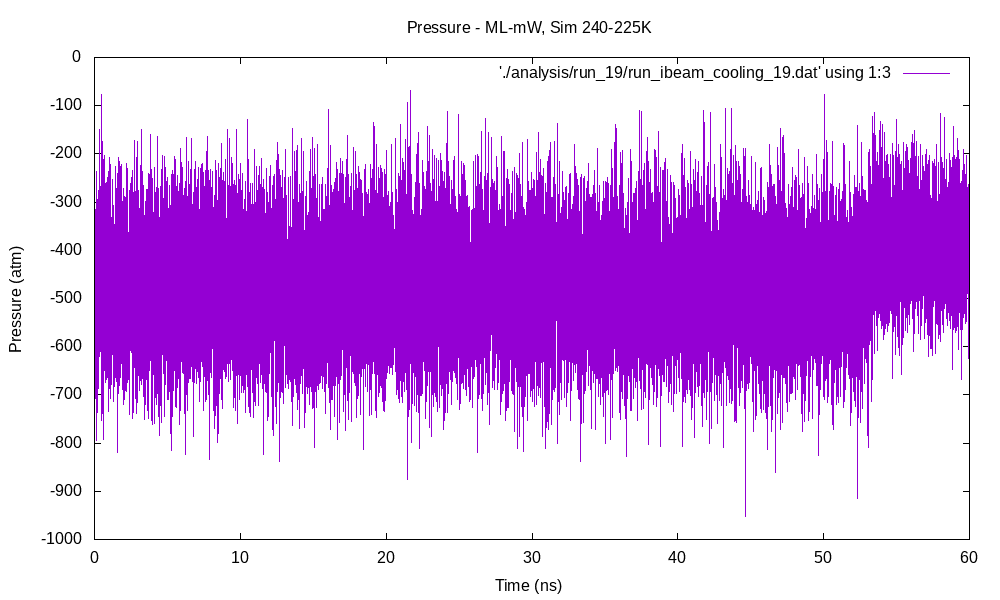 Pressure - ML-mW, Sim 240-225K
'./analysis/run_19/run_ibeam_cooling_19.dat' using 1:3
0
-100
-200
-300
-400
-500
-600
-700
-800
-900
-1000
Pressure (atm)
0 10 20 30 40 50 60
Time (ns)